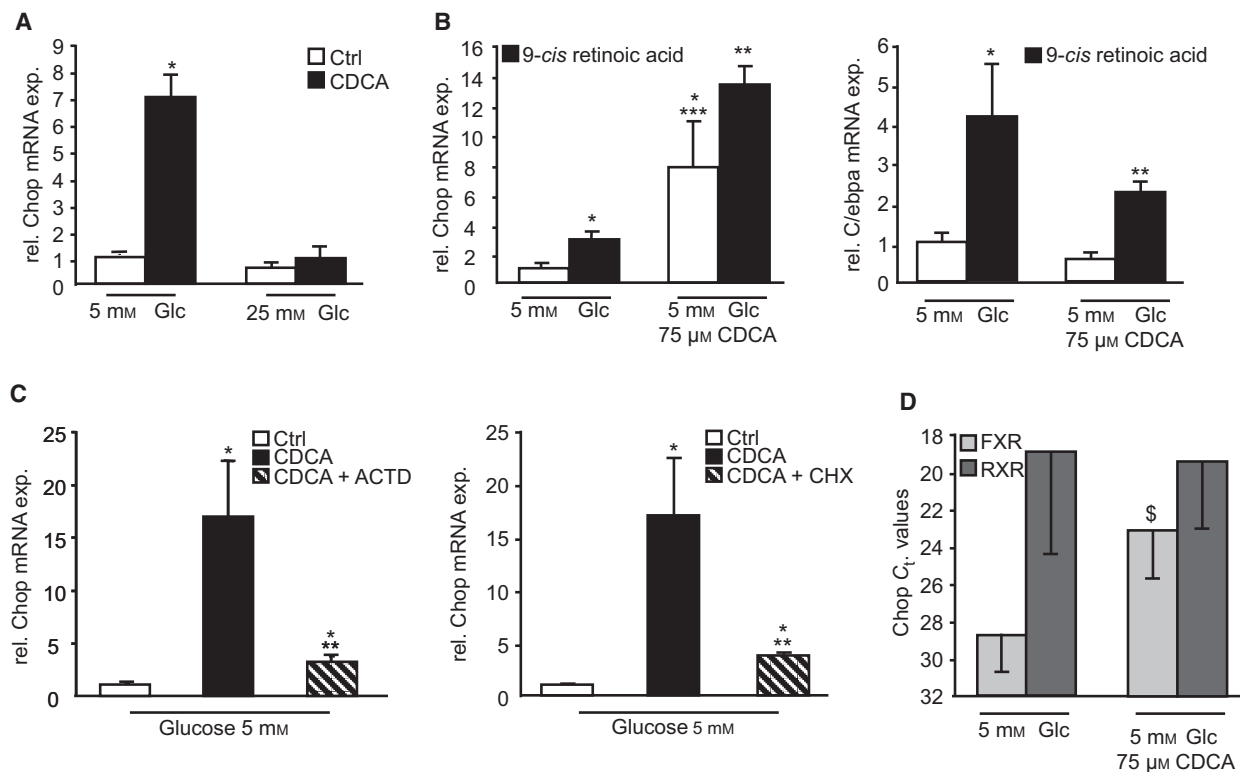 A
rel. Chop mRNA exp.
9
8
7
6
5
4
3
2
1
0
*
Ctrl
CDCA
5 mM Glc
25 mM Glc
B
rel. Chop mRNA exp.
16
14
12
10
8
6
4
2
0
9-cis retinoic acid
*
*
***
**
5 mM Glc
5 mM Glc
75 µM CDCA
rel. C/ebpa mRNA exp.
6
5
4
3
2
1
0
9-cis retinoic acid
*
**
5 mM Glc
5 mM Glc
75 µM CDCA
C
rel. Chop mRNA exp.
25
20
15
10
5
0
Ctrl
CDCA
CDCA + ACTD
*
*
**
Glucose 5 mM
rel. Chop mRNA exp.
25
20
15
10
5
0
Ctrl
CDCA
CDCA + CHX
*
*
**
Glucose 5 mM
D
Chop Ct. values
18
20
22
24
26
28
30
32
FXR
RXR
$
5 mM Glc
5 mM Glc
75 µM CDCA